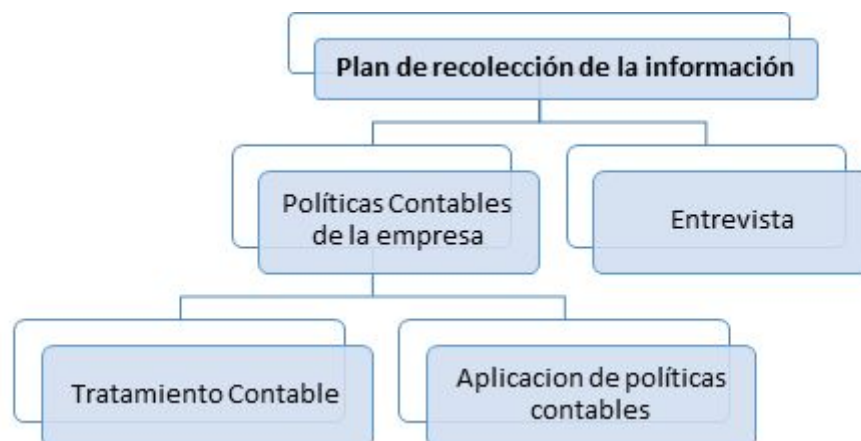 Plan de recolección de la información
Políticas Contables
de la empresa
Entrevista
Tratamiento Contable
Aplicacion de políticas
contables